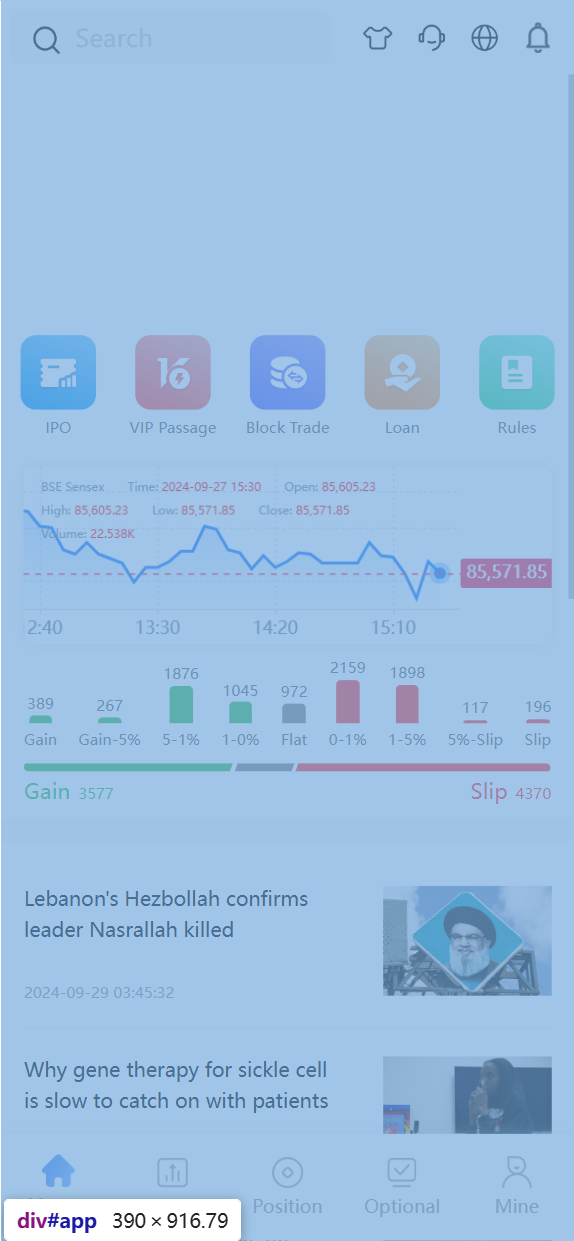 Search
IPO
VIP Passage
Block Trade
Loan
Rules
BSE Sensex Time: 2024-09-27 15:30 Open: 85,605.23
High: 85,605.23 Low: 85,571.85 Close: 85,571.85
Volume: 22.538K
85,571.85
2:40 13:30 14:20 15:10
389 267 1876 1045 972 2159 1898 117 196
Gain Gain-5% 5-1% 1-0% Flat 0-1% 1-5% 5%-Slip Slip
Gain 3577 Slip 4370
Lebanon's Hezbollah confirms
leader Nasrallah killed
2024-09-29 03:45:32
Why gene therapy for sickle cell
is slow to catch on with patients
Position Optional Mine
div#app 390 × 916.79